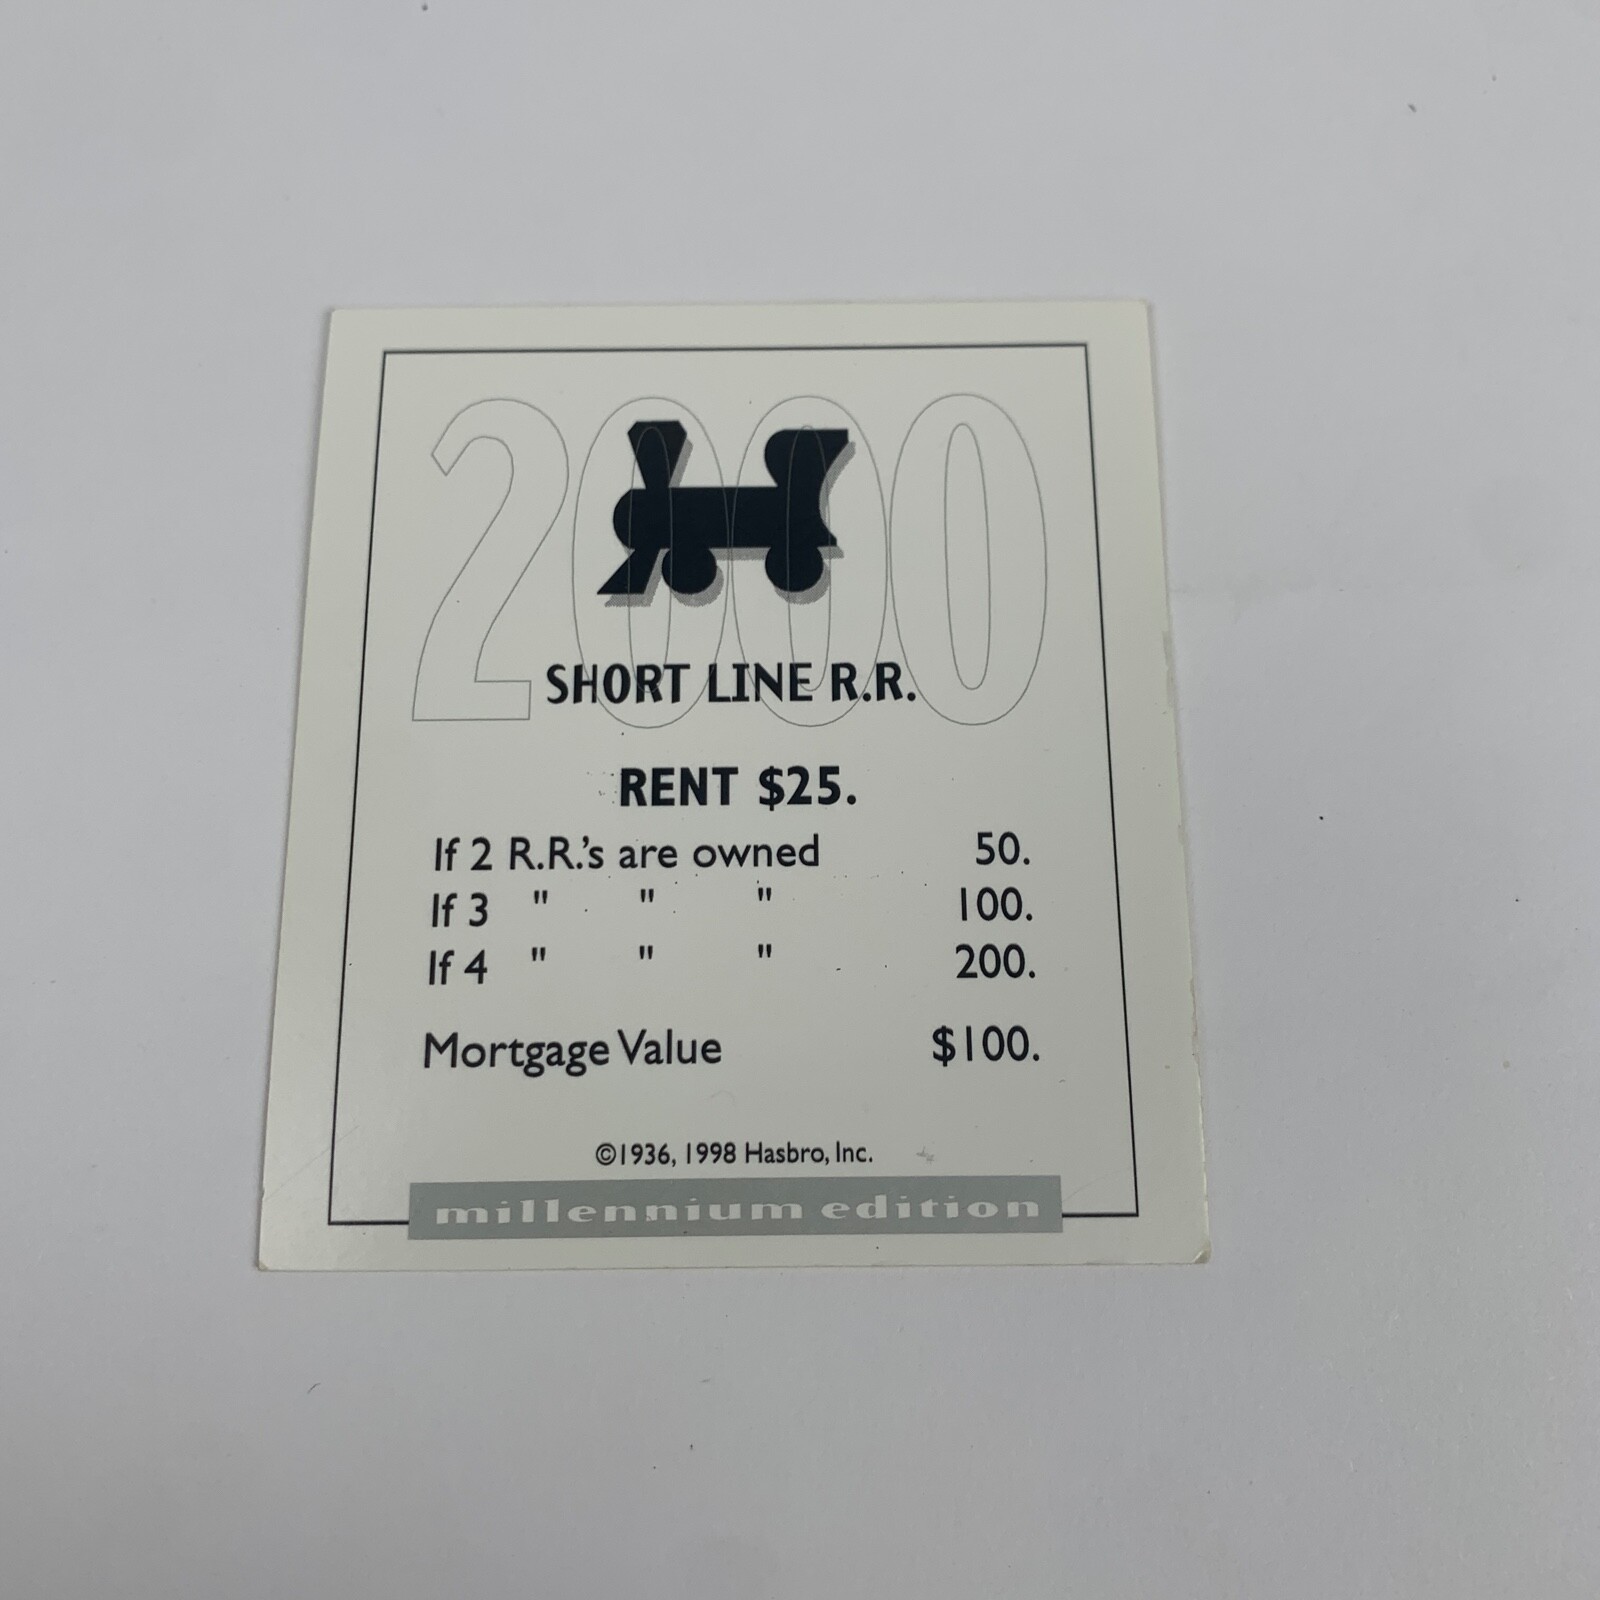 2000
SHORT LINE R.R.
RENT $25.
If 2 R.R.'s are owned 50.
If 3 " " " 100.
If 4 " " " 200.
Mortgage Value $100.
©1936, 1998 Hasbro, Inc.
millennium edition